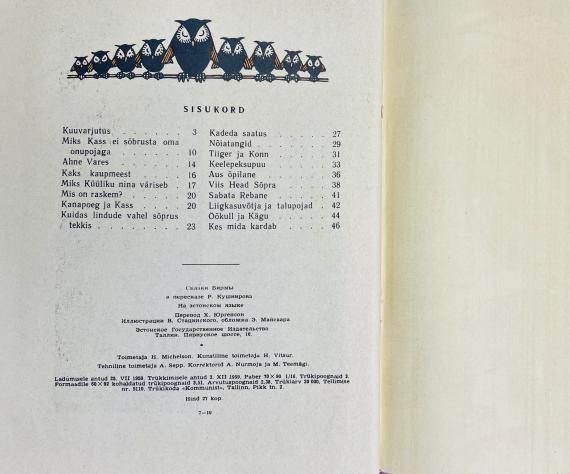 SISUKORD
Kuuvarjutus . . . . . . . 3
Miks Kass ei sõbrusta oma
onupojaga . . . . . . . 10
Ahne Vares . . . . . . 14
Kaks kaupmeest . . . . 16
Miks Küüliku nina väriseb . 17
Mis on raskem? . . . . . 20
Kanapoeg ja Kass . . . . 20
Kuidas lindude vahel sõprus
tekkis . . . . . . . . 23
Kadeda saatus . . . . . 27
Nõiatangid . . . . . . 29
Tiiger ja Konn . . . . . 31
Keelepeksupuu . . . . . 33
Aus õpilane . . . . . . 36
Viis Head Sõpra . . . . 38
Sabata Rebane . . . . . 41
Liigkasuvõtja ja talupojad . 42
Öökull ja Kägu . . . . . 44
Kes mida kardab . . . . 46
Сказки Бирмы
в пересказе Р. Кушнирова
На эстонском языке
Перевод Х. Юргенсон
Иллюстрации В. Стацинского, обложка Э. Майсаара
Эстонское Государственное Издательство
Таллин, Пярнуское шоссе, 10.
Toimetaja H. Michelson. Kunstiline toimetaja H. Vitsur.
Tehniline toimetaja A. Sepp. Korrektorid A. Nurmoja ja M. Teemägi.
Ladumisele antud 25. VII 1959. Trükkimisele antud 2. XII 1959. Paber 70×90 1/16. Trükipoognaid 3.
Formaadile 60×92 kohaldatud trükipoognaid 3,51. Arvutuspoognaid 2,38. Trükiarv 20 000. Tellimise
nr. 5110. Trükikoda «Kommunist», Tallinn, Pikk tn. 2.
Hind 27 kop.
7—10